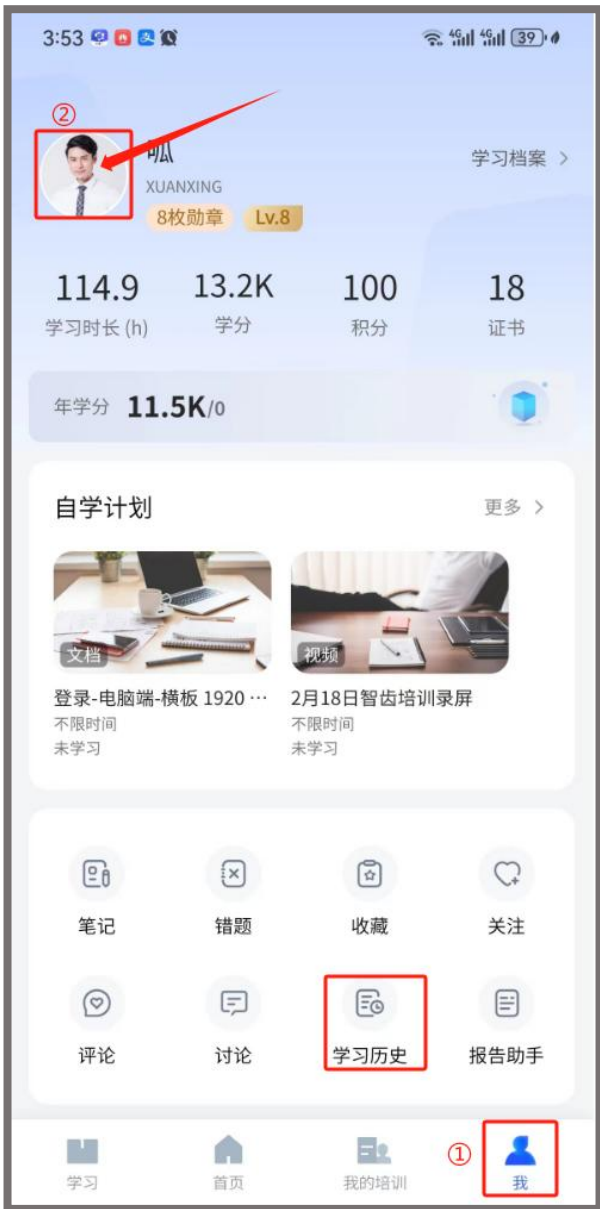 3:53 4G 4G 39
②
呱
XUANXING
学习档案
8枚勋章 Lv.8
114.9 13.2K 100 18
学习时长 (h) 学分 积分 证书
年学分 11.5K/0
自学计划 更多
文档 视频
登录-电脑端-横板 1920 … 2月18日智齿培训录屏
不限时间 不限时间
未学习 未学习
笔记 错题 收藏 关注
评论 讨论 学习历史 报告助手
①
学习 首页 我的培训 我